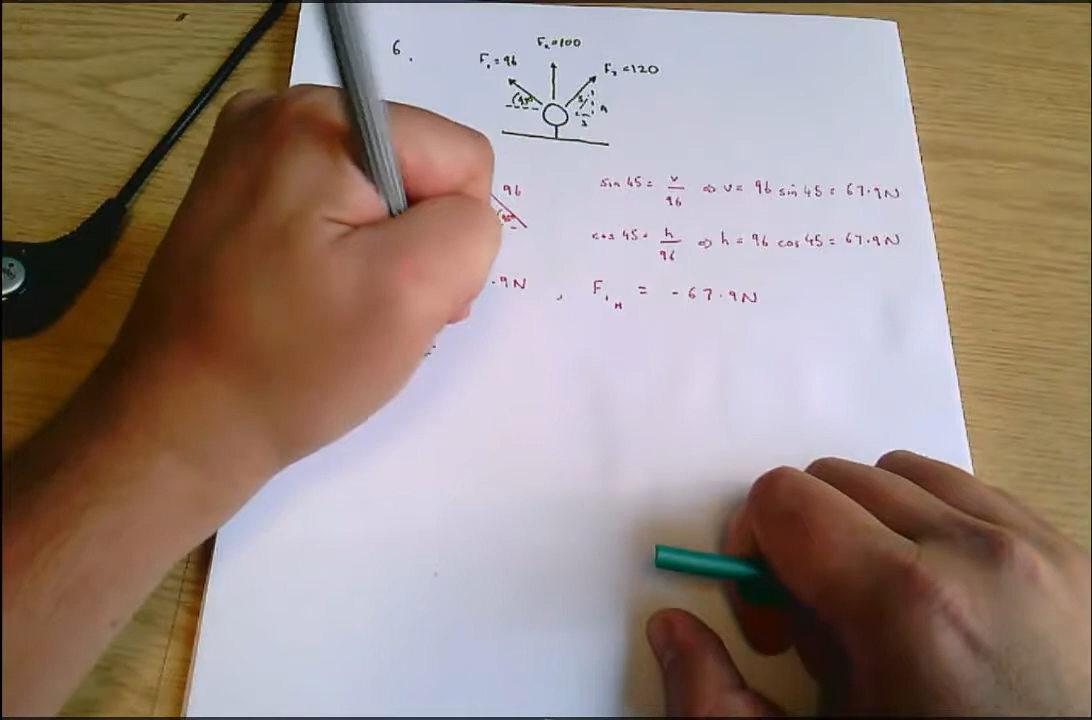 6.
F₂=100
F₁=96
F₃=120
45°
5
4
3
96
45°
sin 45 = v/96 ⇒ v = 96 sin 45 = 67.9N
cos 45 = h/96 ⇒ h = 96 cos 45 = 67.9N
.9N , F₁H = -67.9N